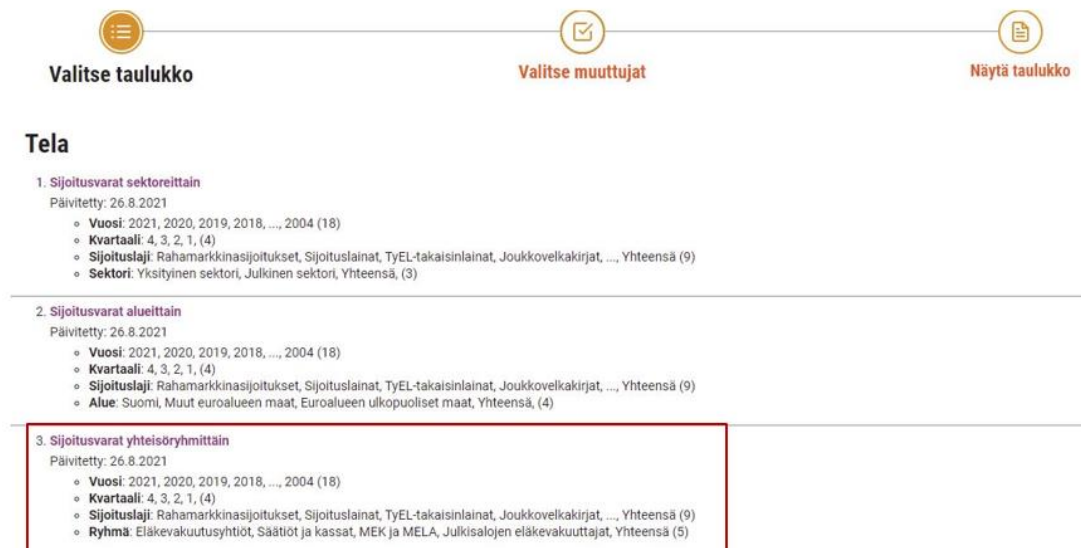 Valitse taulukko
Valitse muuttujat
Näytä taulukko
Tela
1. Sijoitusvarat sektoreittain
Päivitetty: 26.8.2021
Vuosi: 2021, 2020, 2019, 2018, ..., 2004 (18)
Kvartaali: 4, 3, 2, 1, (4)
Sijoituslaji: Rahamarkkinasijoitukset, Sijoituslainat, TyEL-takaisinlainat, Joukkovelkakirjat, ..., Yhteensä (9)
Sektori: Yksityinen sektori, Julkinen sektori, Yhteensä, (3)
2. Sijoitusvarat alueittain
Päivitetty: 26.8.2021
Vuosi: 2021, 2020, 2019, 2018, ..., 2004 (18)
Kvartaali: 4, 3, 2, 1, (4)
Sijoituslaji: Rahamarkkinasijoitukset, Sijoituslainat, TyEL-takaisinlainat, Joukkovelkakirjat, ..., Yhteensä (9)
Alue: Suomi, Muut euroalueen maat, Euroalueen ulkopuoliset maat, Yhteensä, (4)
3. Sijoitusvarat yhteisöryhmittäin
Päivitetty: 26.8.2021
Vuosi: 2021, 2020, 2019, 2018, ..., 2004 (18)
Kvartaali: 4, 3, 2, 1, (4)
Sijoituslaji: Rahamarkkinasijoitukset, Sijoituslainat, TyEL-takaisinlainat, Joukkovelkakirjat, ..., Yhteensä (9)
Ryhmä: Eläkevakuutusyhtiöt, Säätiöt ja kassat, MEK ja MELA, Julkisalojen eläkevakuuttajat, Yhteensä (5)